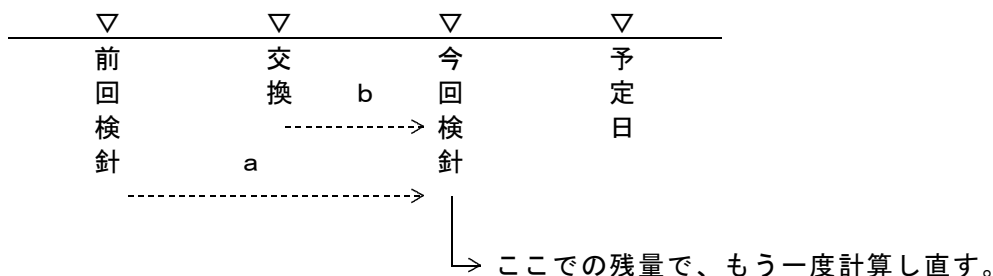 ▽ ▽ ▽ ▽
前回検針
交換
今回検針
予定日
b
a
ここでの残量で、もう一度計算し直す。